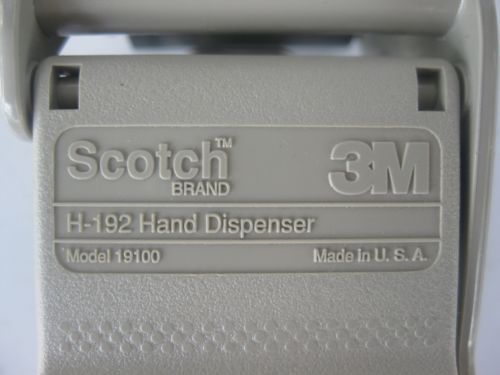 Scotch™ 3M
BRAND
H-192 Hand Dispenser
Model 19100 Made in U. S. A.